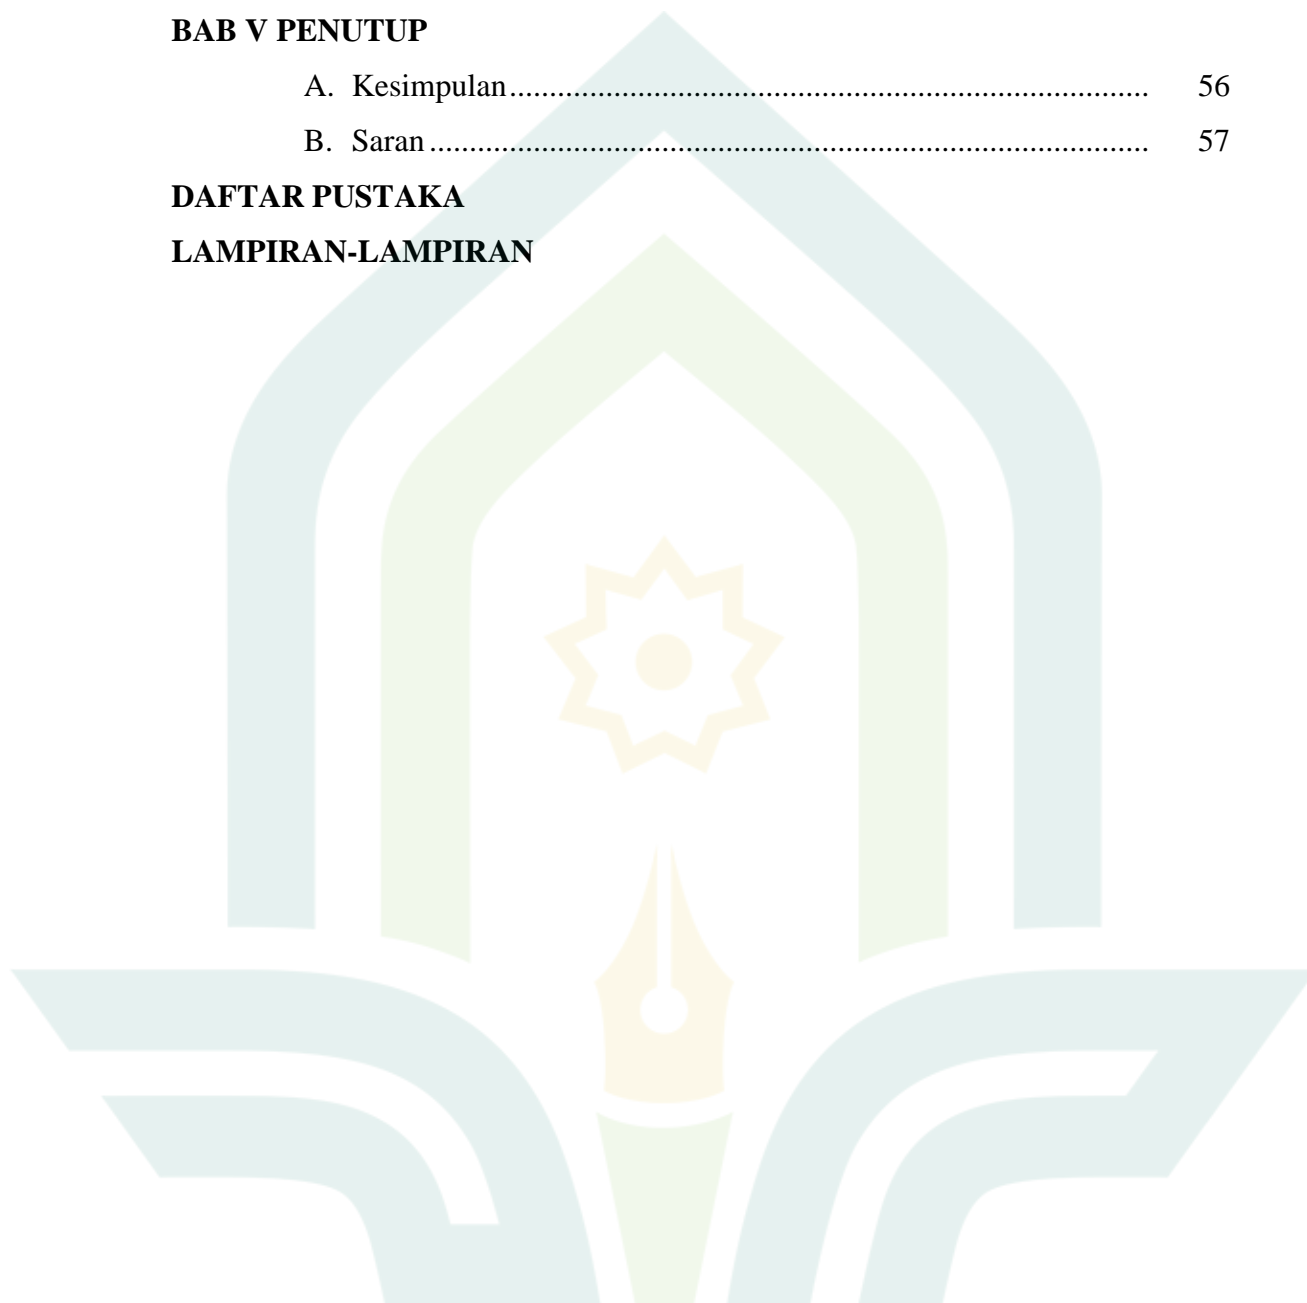 BAB V PENUTUP
A. Kesimpulan................................................................................ 56
B. Saran.......................................................................................... 57
DAFTAR PUSTAKA
LAMPIRAN-LAMPIRAN